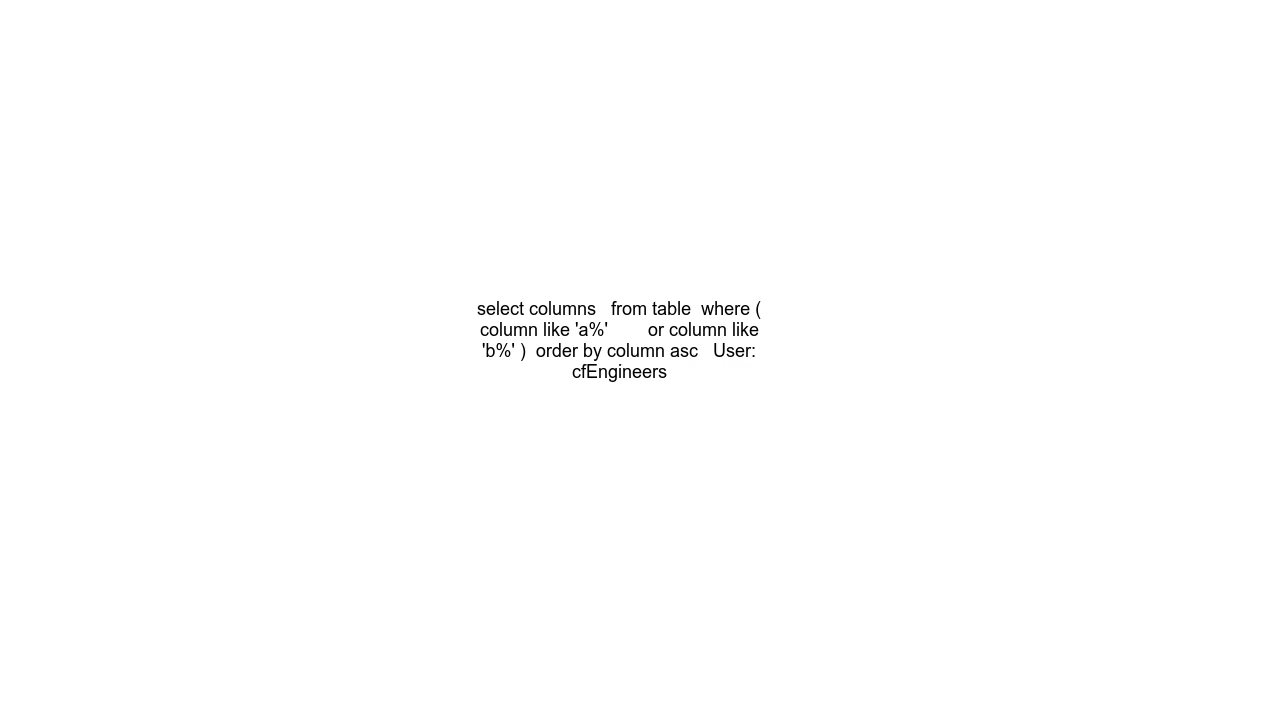 select columns   from table  where (
column like 'a%'        or column like
'b%' )  order by column asc   User:
cfEngineers